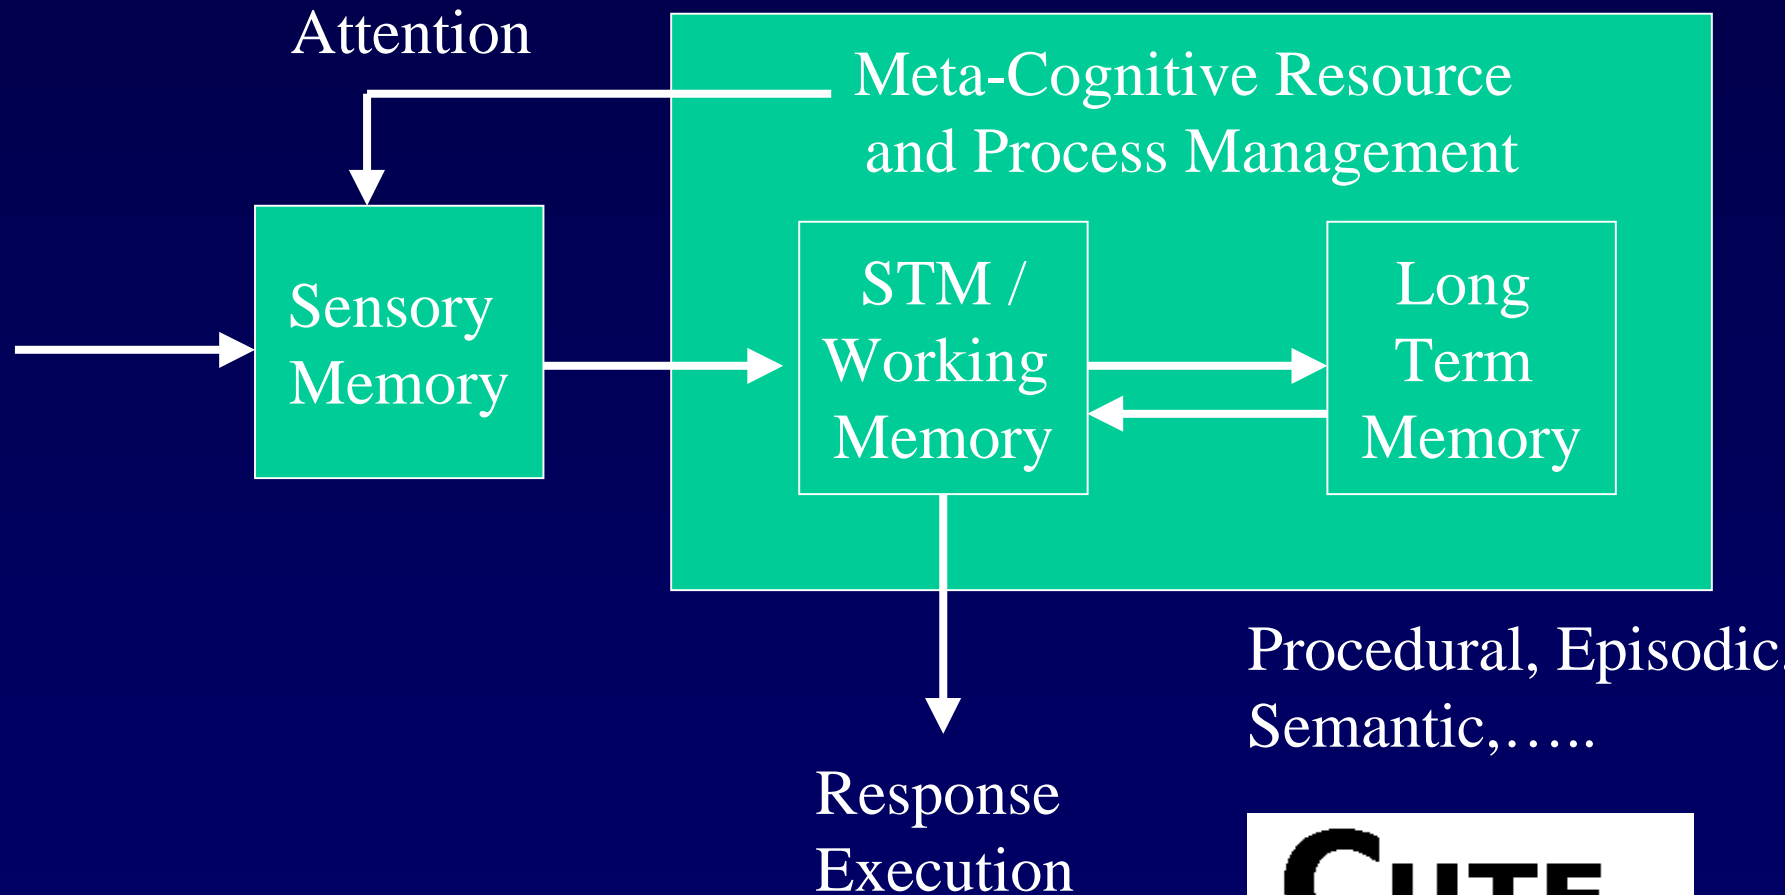 Attention
Meta-Cognitive Resource
and Process Management
Sensory
Memory
STM /
Working
Memory
Long
Term
Memory
Procedural, Episodic,
Semantic,…..
Response
Execution
CUTE